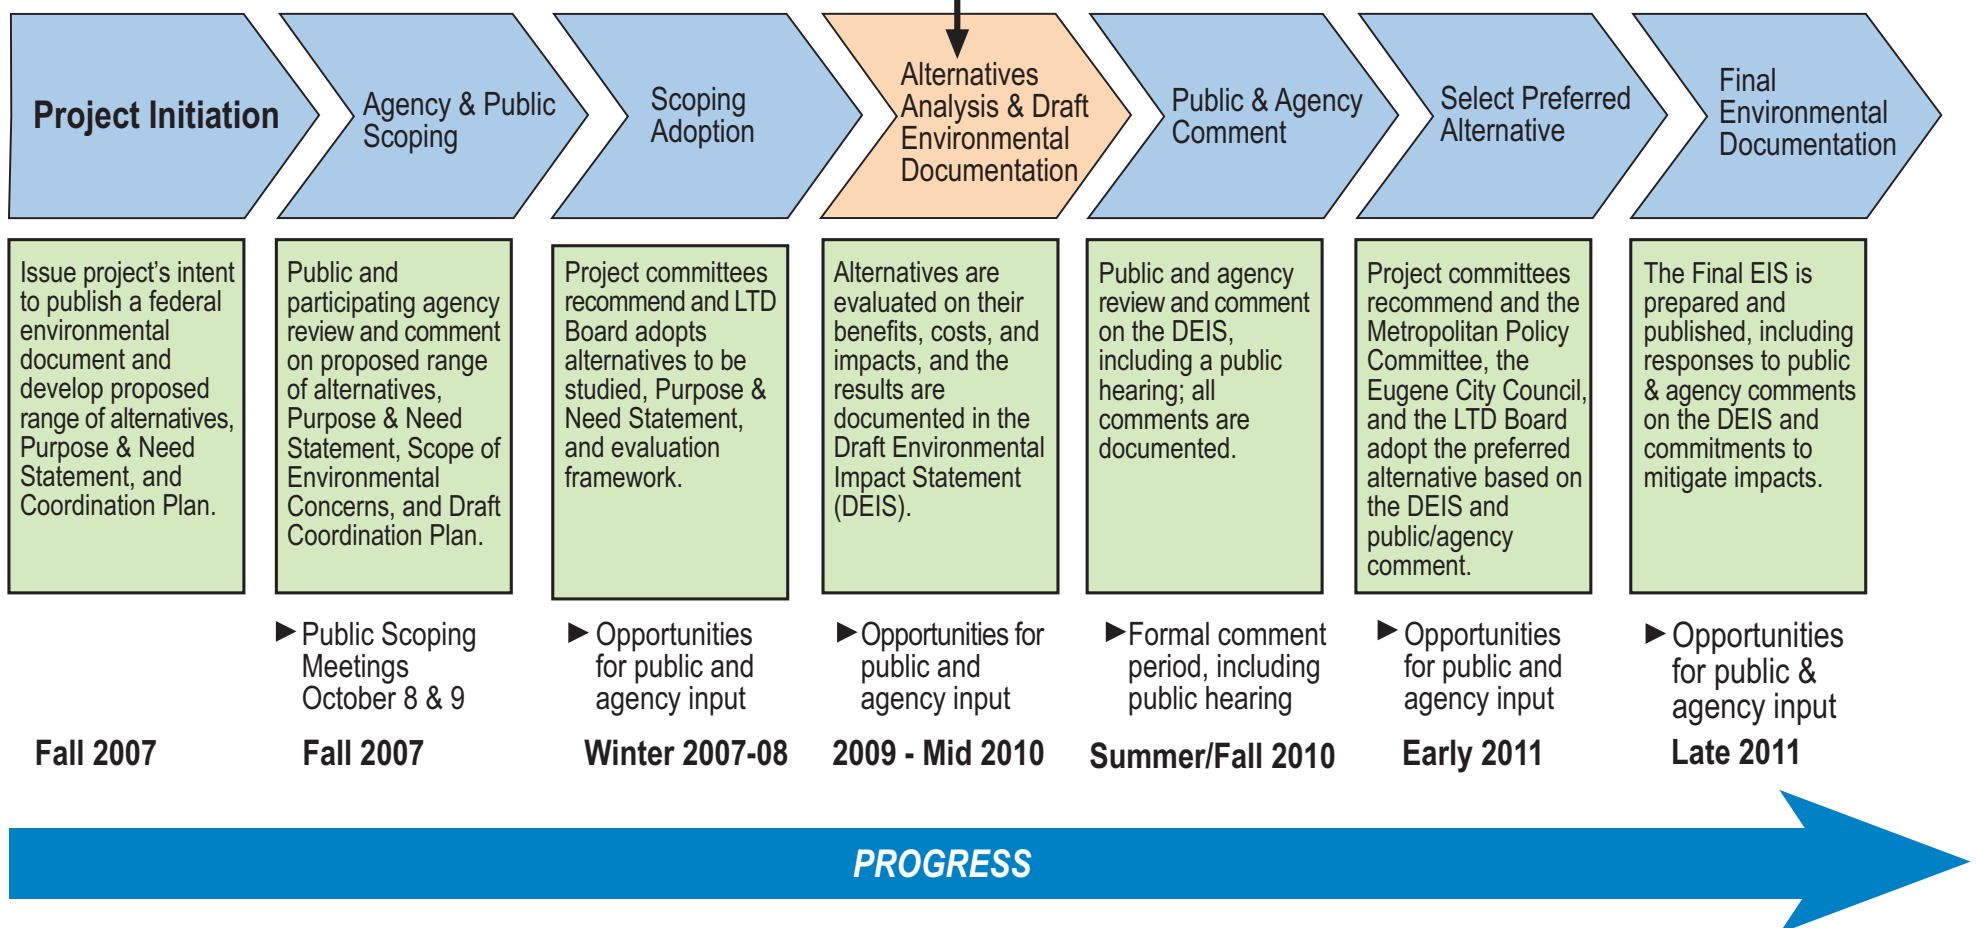 Project Initiation
Agency & Public
Scoping
Scoping
Adoption
Alternatives
Analysis & Draft
Environmental
Documentation
Public & Agency
Comment
Select Preferred
Alternative
Final
Environmental
Documentation
Issue project's intent
to publish a federal
environmental
document and
develop proposed
range of alternatives,
Purpose & Need
Statement, and
Coordination Plan.
Public and
participating agency
review and comment
on proposed range
of alternatives,
Purpose & Need
Statement, Scope of
Environmental
Concerns, and Draft
Coordination Plan.
Project committees
recommend and LTD
Board adopts
alternatives to be
studied, Purpose &
Need Statement,
and evaluation
framework.
Alternatives are
evaluated on their
benefits, costs, and
impacts, and the
results are
documented in the
Draft Environmental
Impact Statement
(DEIS).
Public and agency
review and comment
on the DEIS,
including a public
hearing; all
comments are
documented.
Project committees
recommend and the
Metropolitan Policy
Committee, the
Eugene City Council,
and the LTD Board
adopt the preferred
alternative based on
the DEIS and
public/agency
comment.
The Final EIS is
prepared and
published, including
responses to public
& agency comments
on the DEIS and
commitments to
mitigate impacts.
►Public Scoping
Meetings
October 8 & 9
►Opportunities
for public and
agency input
►Opportunities for
public and
agency input
►Formal comment
period, including
public hearing
►Opportunities
for public and
agency input
►Opportunities
for public &
agency input
Fall 2007
Fall 2007
Winter 2007-08
2009 - Mid 2010
Summer/Fall 2010
Early 2011
Late 2011
PROGRESS